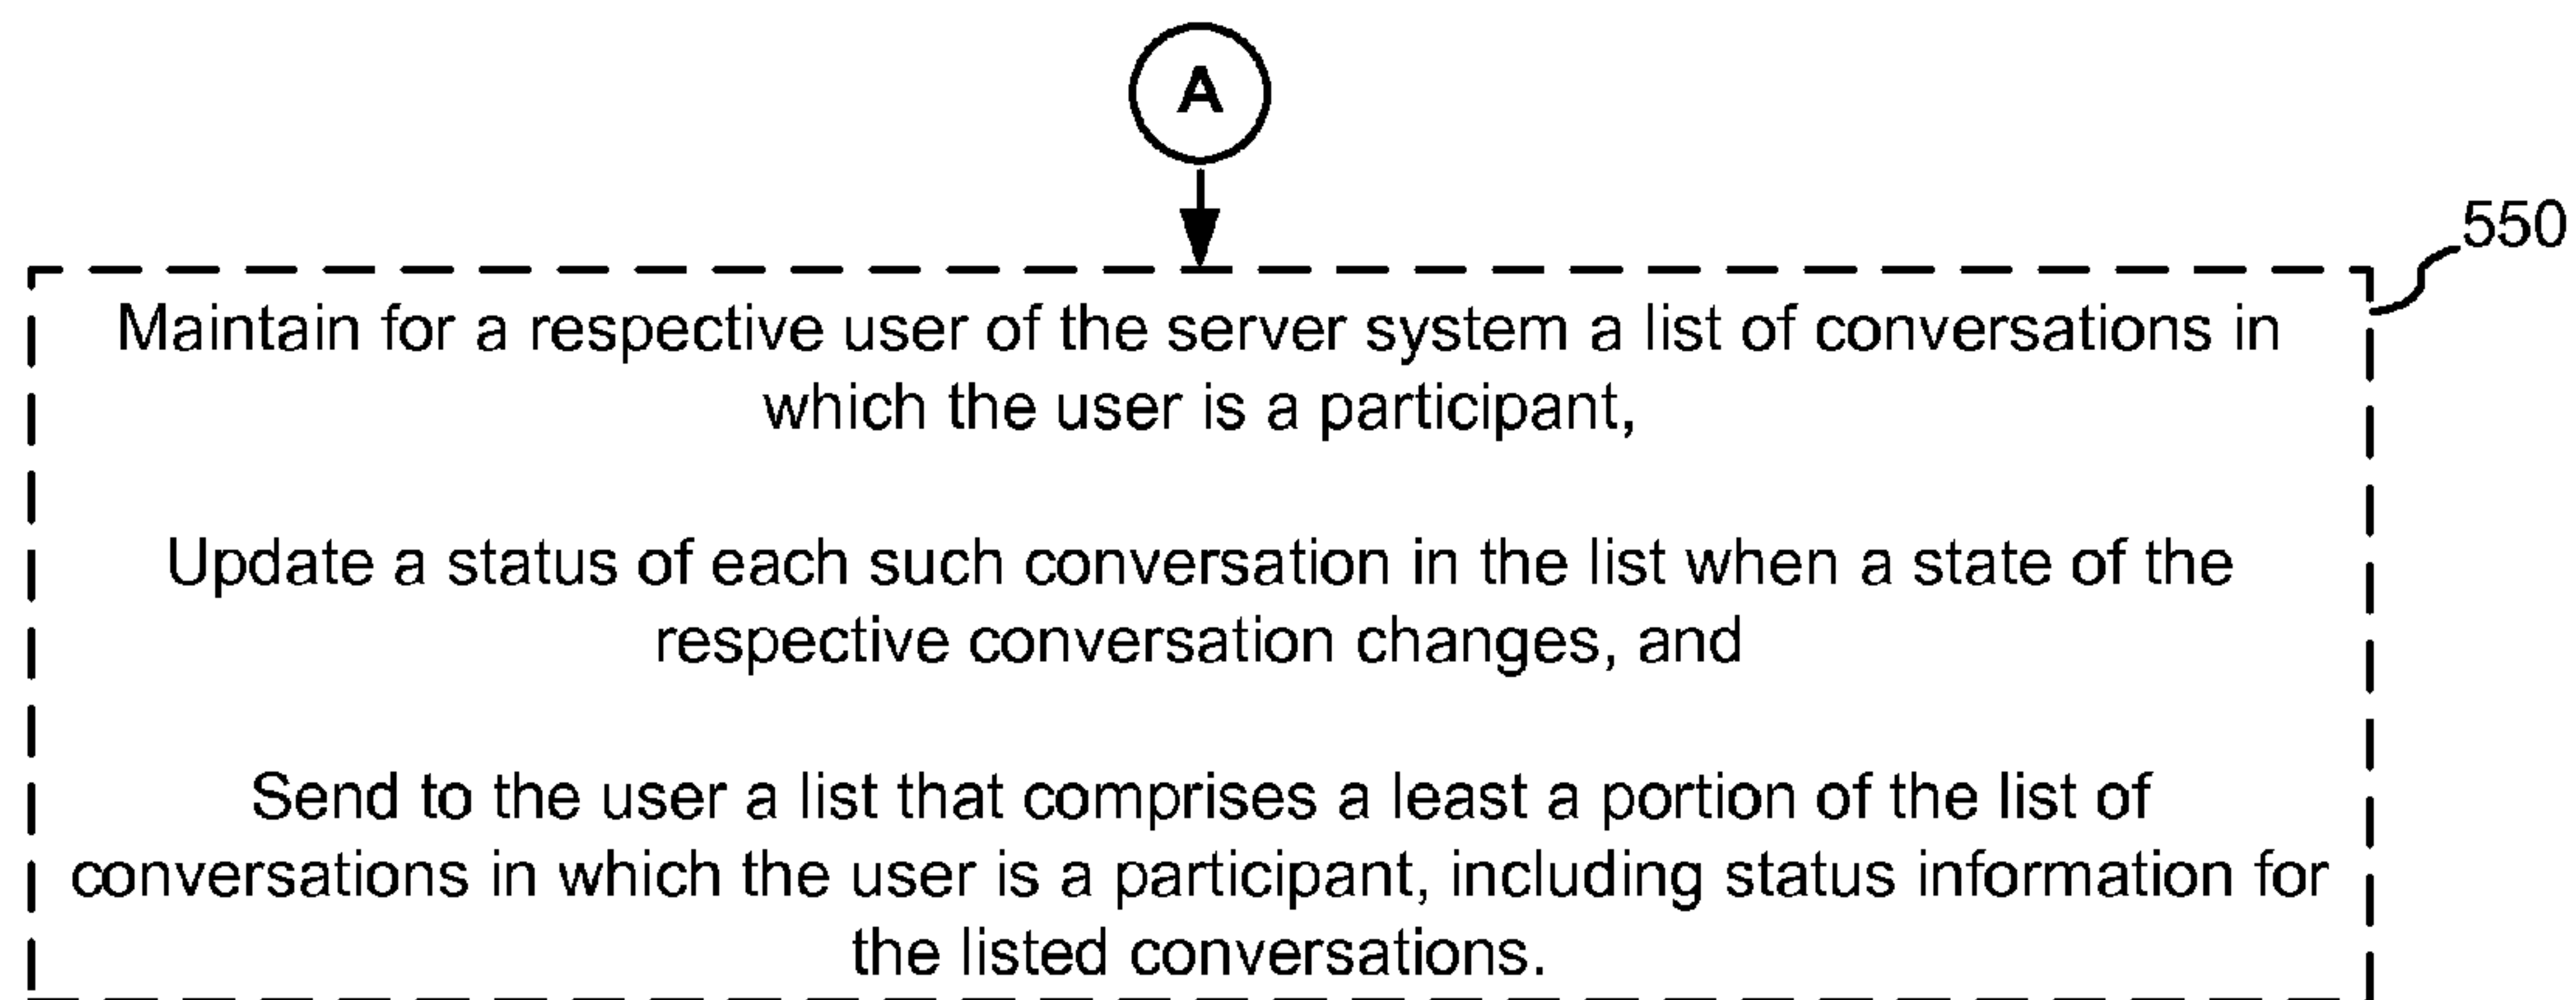 A
550
Maintain for a respective user of the server system a list of conversations in
which the user is a participant,
Update a status of each such conversation in the list when a state of the
respective conversation changes, and
Send to the user a list that comprises a least a portion of the list of
conversations in which the user is a participant, including status information for
the listed conversations.